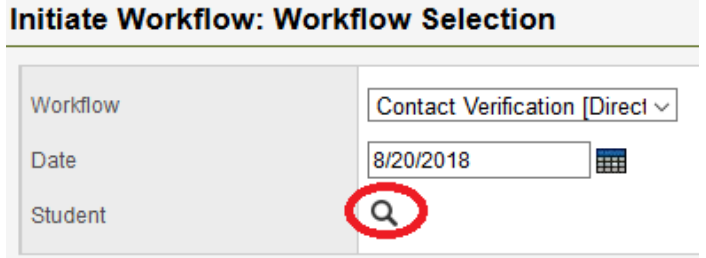 Initiate Workflow: Workflow Selection
Workflow Contact Verification [Direct
Date 8/20/2018
Student